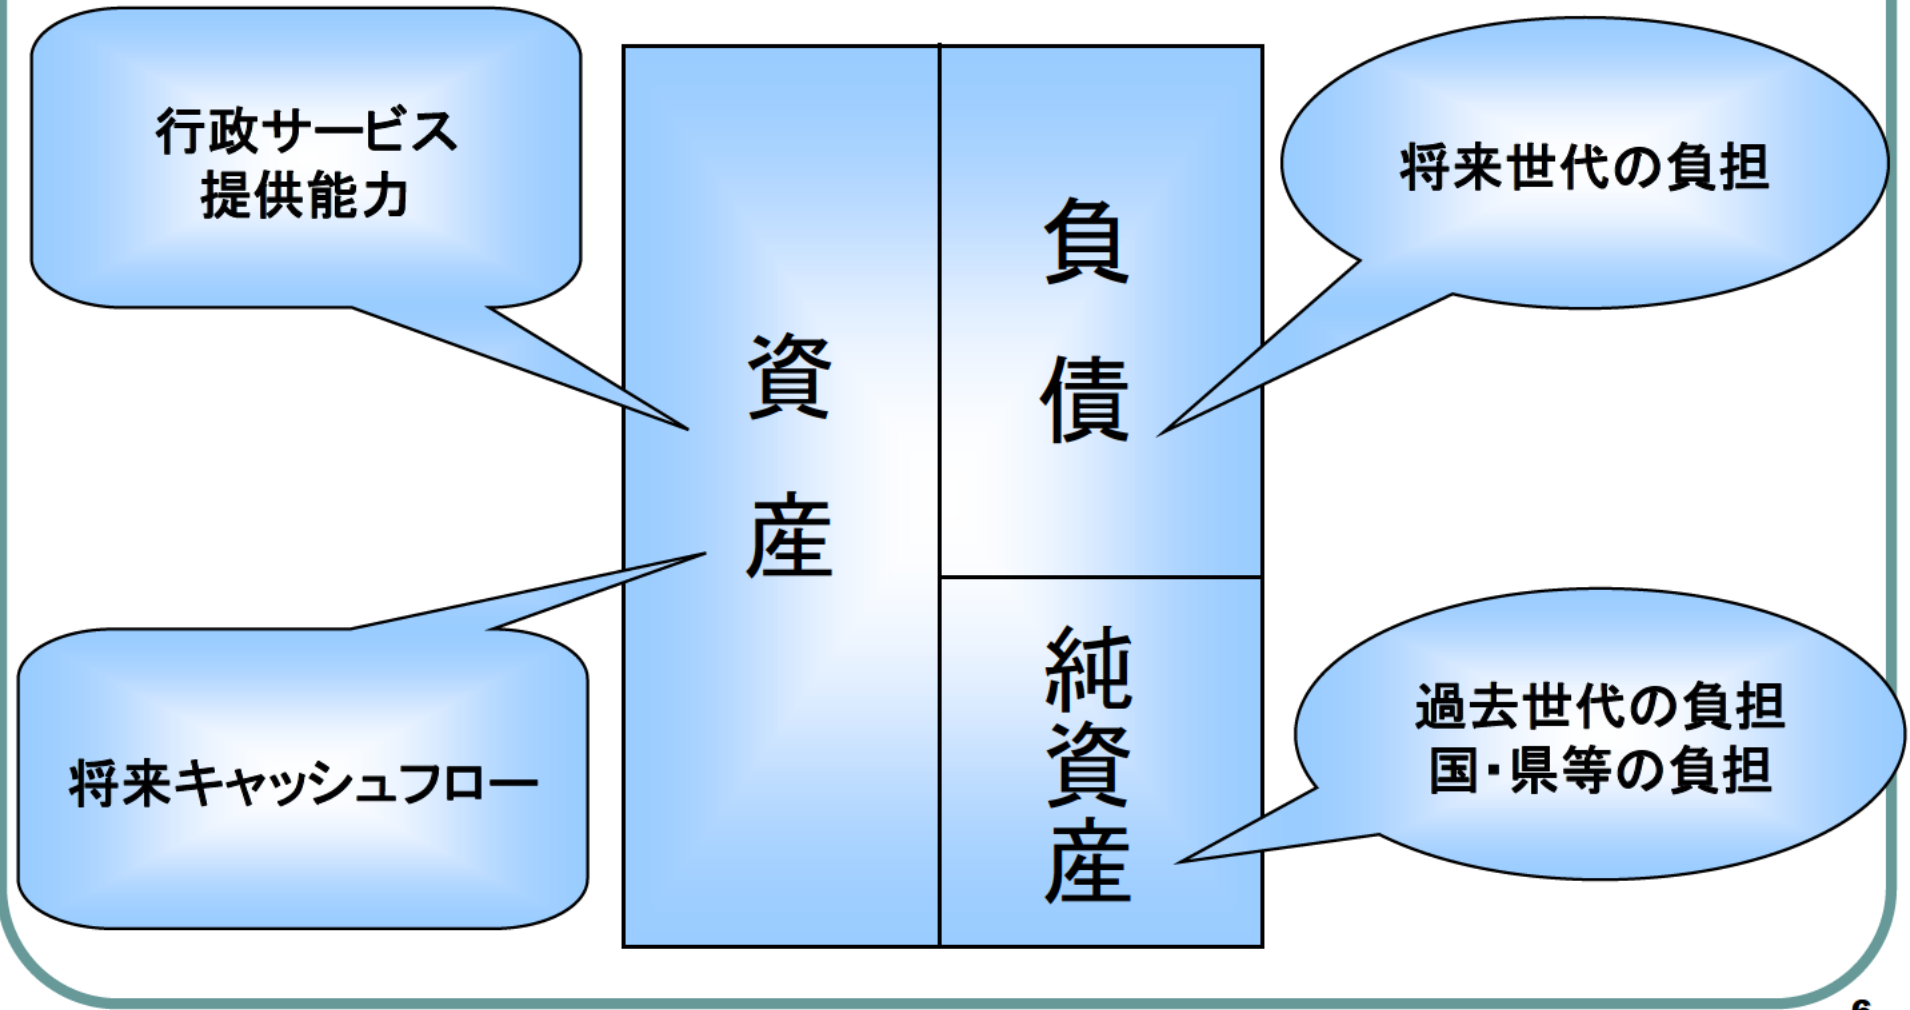 行政サービス
提供能力
将来キャッシュフロー
資産
負債
純資産
将来世代の負担
過去世代の負担
国・県等の負担